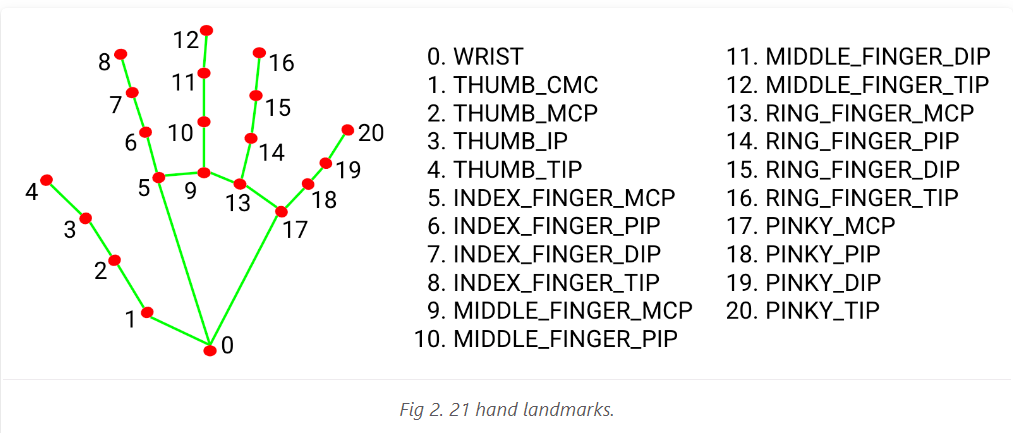 12
8
16
11
7
15
10
20
6
14
19
4
5
9
18
13
3
17
2
1
0
0. WRIST
1. THUMB_CMC
2. THUMB_MCP
3. THUMB_IP
4. THUMB_TIP
5. INDEX_FINGER_MCP
6. INDEX_FINGER_PIP
7. INDEX_FINGER_DIP
8. INDEX_FINGER_TIP
9. MIDDLE_FINGER_MCP
10. MIDDLE_FINGER_PIP
11. MIDDLE_FINGER_DIP
12. MIDDLE_FINGER_TIP
13. RING_FINGER_MCP
14. RING_FINGER_PIP
15. RING_FINGER_DIP
16. RING_FINGER_TIP
17. PINKY_MCP
18. PINKY_PIP
19. PINKY_DIP
20. PINKY_TIP
Fig 2. 21 hand landmarks.